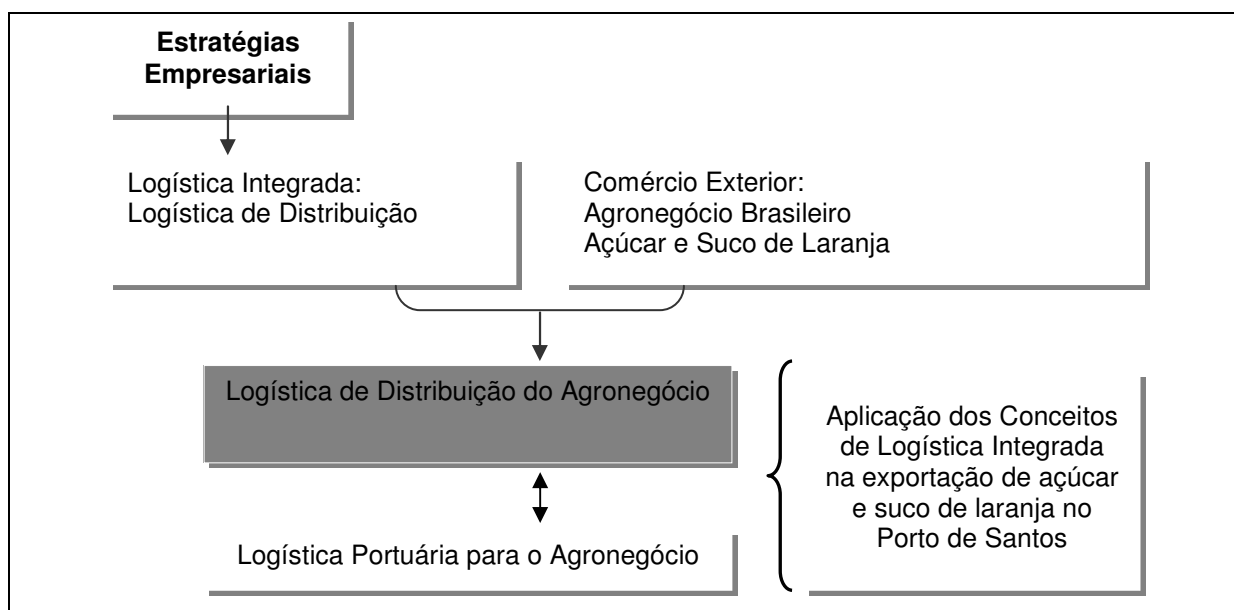 Estratégias
Empresariais
Logística Integrada:
Logística de Distribuição
Comércio Exterior:
Agronegócio Brasileiro
Açúcar e Suco de Laranja
Logística de Distribuição do Agronegócio
Logística Portuária para o Agronegócio
Aplicação dos Conceitos
de Logística Integrada
na exportação de açúcar
e suco de laranja no
Porto de Santos